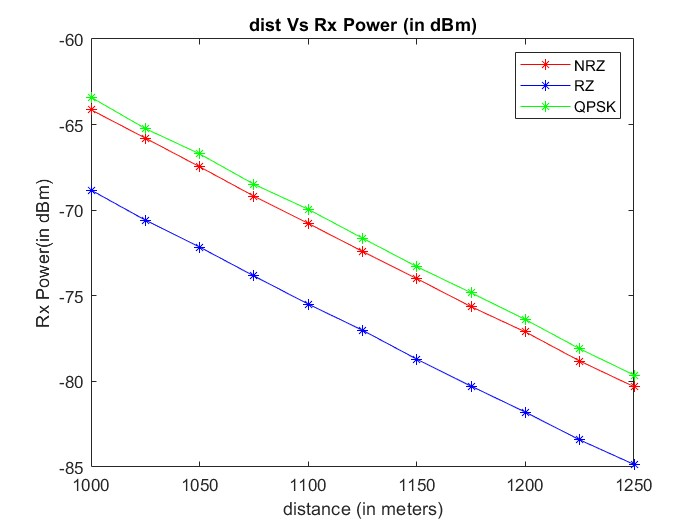 dist Vs Rx Power (in dBm)
-60
-65
-70
-75
-80
-85
Rx Power(in dBm)
NRZ
RZ
QPSK
1000
1050
1100
1150
1200
1250
distance (in meters)